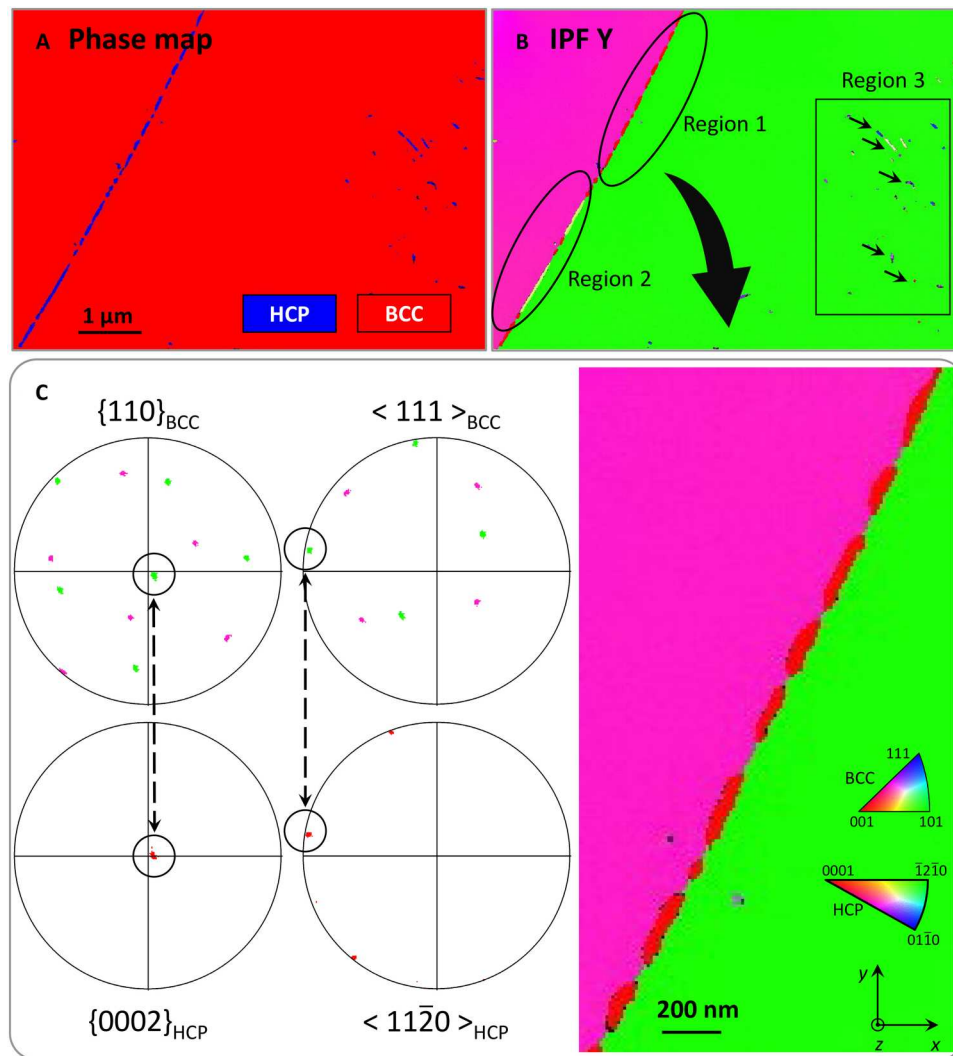 A Phase map
1 µm
HCP
BCC
B IPF Y
Region 1
Region 2
Region 3
C
{110}BCC
< 111 >BCC
{0002}HCP
< 112̄0 >HCP
111
BCC
001
101
0001
1̄21̄0
HCP
011̄0
200 nm
y
z
x